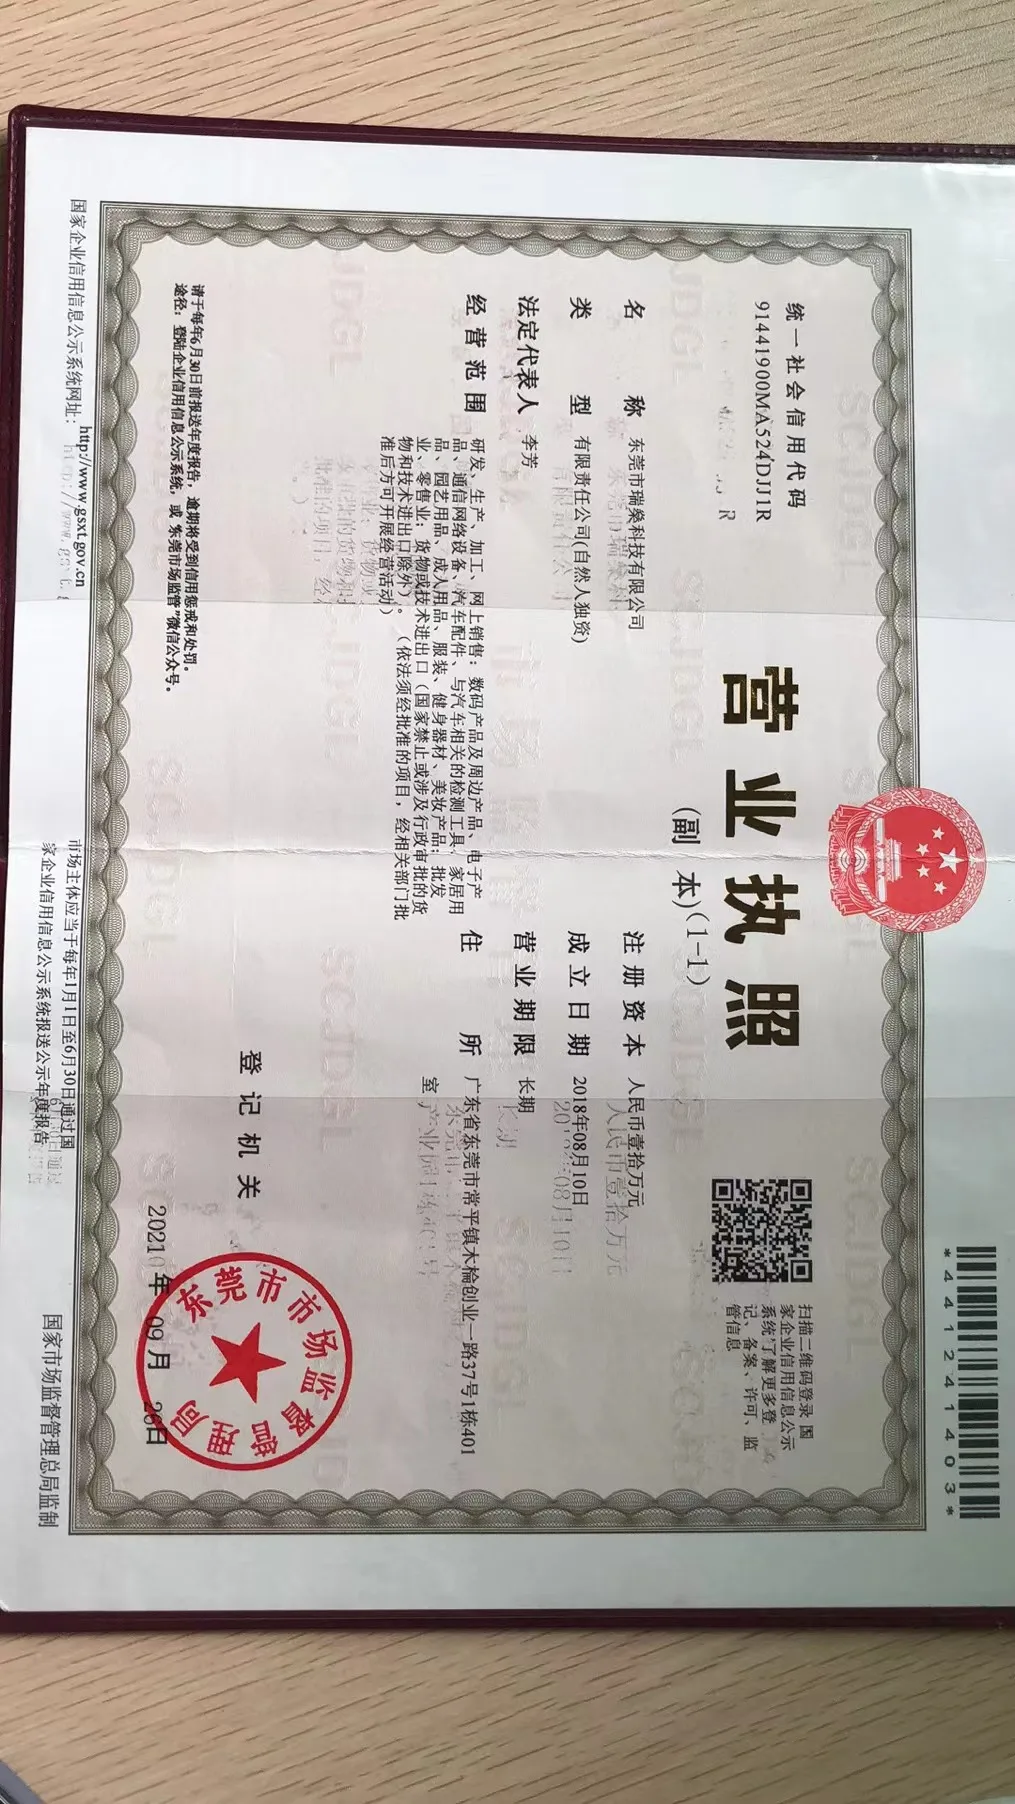 *441241403*
统一社会信用代码
91441900MA524DJJ1R
营业执照
(副 本)(1-1)
扫描二维码登录'国
家企业信用信息公示
系统'了解更多登
记、备案、许可、监
管信息
名 称 东莞市瑞燊科技有限公司
类 型 有限责任公司(自然人独资)
法定代表人 李芳
经营范围 研发、生产、加工、网上销售：数码产品及周边产品、电子产
品、通信网络设备、汽车配件、与汽车相关的检测工具、家居用
品、园艺用品、成人用品、服装、健身器材、美妆产品；批发
业、零售业；货物或技术进出口（国家禁止或涉及行政审批的货
物和技术进出口除外）。（依法须经批准的项目，经相关部门批
准后方可开展经营活动）
注册资本 人民币壹拾万元
成立日期 2018年08月10日
营业期限 长期
住 所 广东省东莞市常平镇木棆创业一路37号1栋401
室
登记机关
东莞市市场监督管理局
2021年 09月 26日
请于每年6月30日前报送年度报告，逾期将受到信用惩戒和处罚。
途径：登陆企业信用信息公示系统，或“东莞市场监管”微信公众号。
国家企业信用信息公示系统网址：http://www.gsxt.gov.cn
市场主体应当于每年1月1日至6月30日通过国
家企业信用信息公示系统报送公示年度报告
国家市场监督管理总局监制